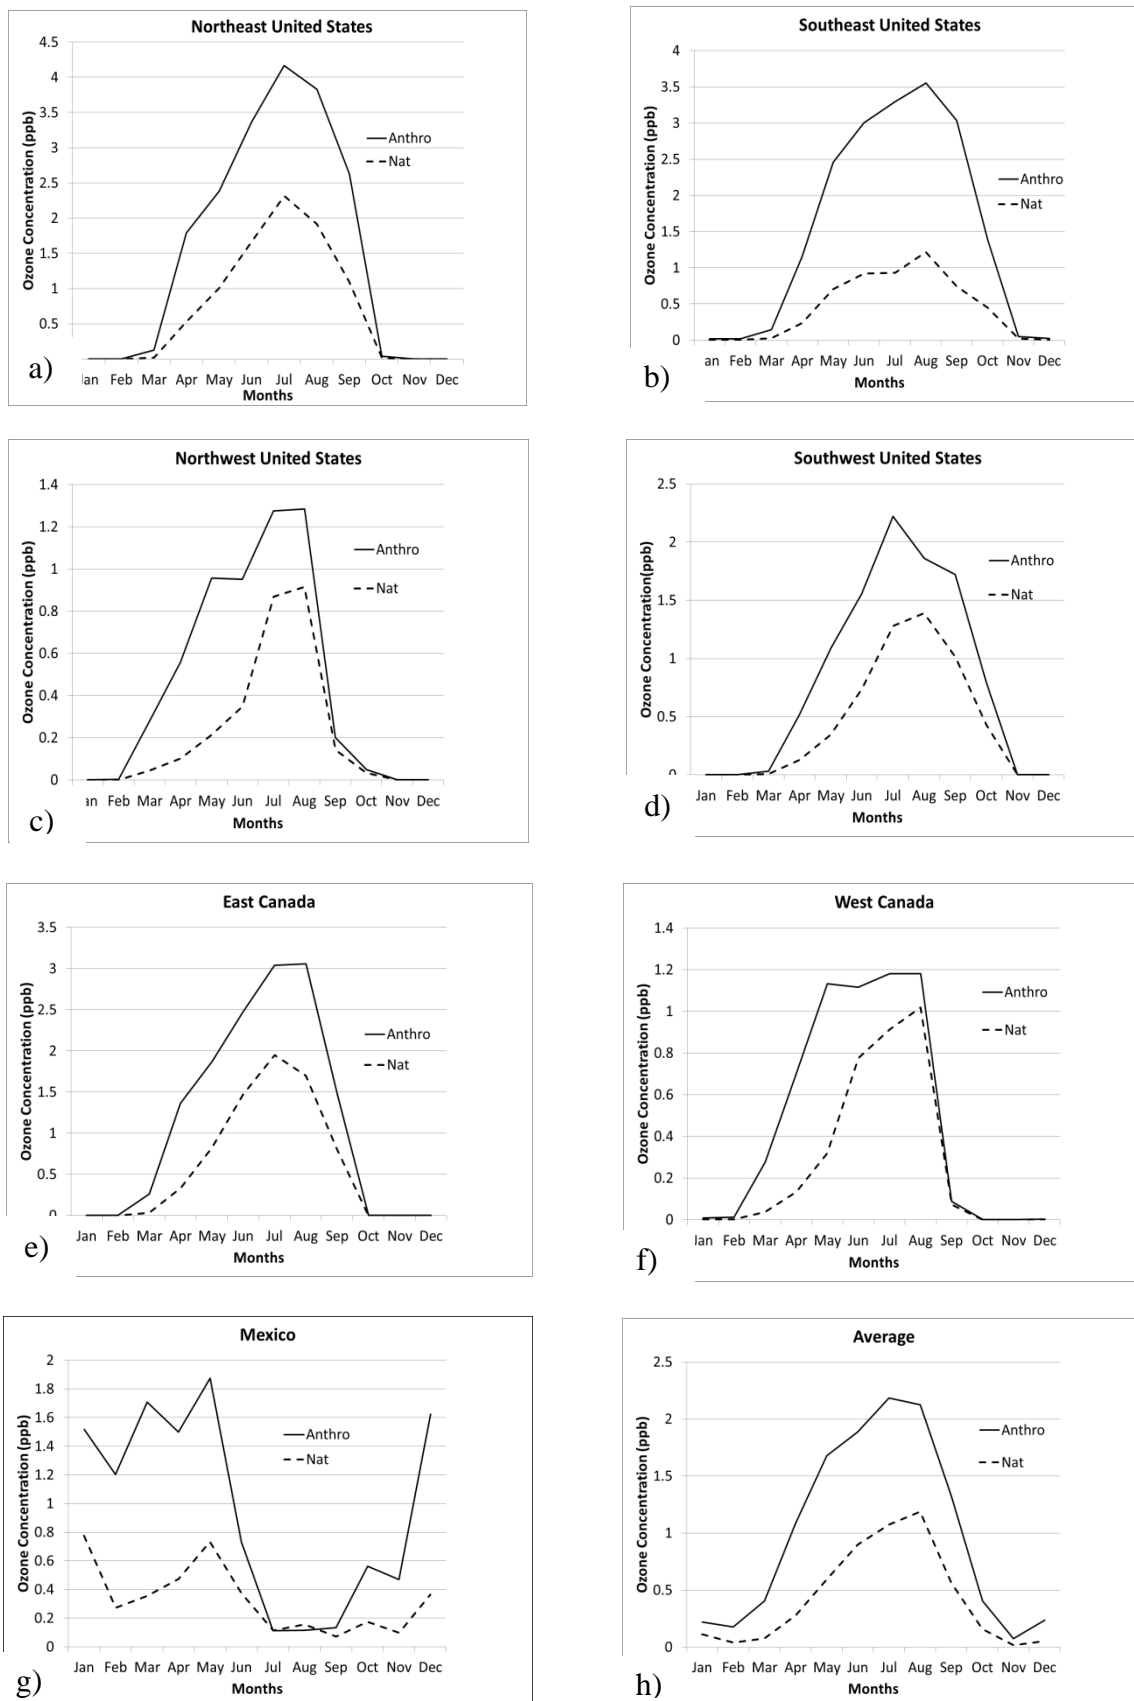 Northeast United States
Ozone Concentration (ppb)
4.5
4
3.5
3
2.5
2
1.5
1
0.5
Anthro
Nat
Jan Feb Mar Apr May Jun Jul Aug Sep Oct Nov Dec
Months
a)
Southeast United States
Ozone Concentration (ppb)
4
3.5
3
2.5
2
1.5
1
0.5
0
Anthro
Nat
an Feb Mar Apr May Jun Jul Aug Sep Oct Nov Dec
Months
b)
Northwest United States
Ozone Concentration (ppb)
1.4
1.2
1
0.8
0.6
0.4
0.2
0
Anthro
Nat
an Feb Mar Apr May Jun Jul Aug Sep Oct Nov Dec
Months
c)
Southwest United States
Ozone Concentration(ppb)
2.5
2
1.5
1
0.5
0
Anthro
Nat
Jan Feb Mar Apr May Jun Jul Aug Sep Oct Nov Dec
Months
d)
East Canada
Ozone Concentration (ppb)
3.5
3
2.5
2
1.5
1
0.5
0
Anthro
Nat
Jan Feb Mar Apr May Jun Jul Aug Sep Oct Nov Dec
Months
e)
West Canada
Ozone Concentration (ppb)
1.4
1.2
1
0.8
0.6
0.4
0.2
0
Anthro
Nat
Jan Feb Mar Apr May Jun Jul Aug Sep Oct Nov Dec
Months
f)
Mexico
Ozone Concentration (ppb)
2
1.8
1.6
1.4
1.2
1
0.8
0.6
0.4
0.2
0
Anthro
Nat
Jan Feb Mar Apr May Jun Jul Aug Sep Oct Nov Dec
Months
g)
Average
Ozone Concentration (ppb)
2.5
2
1.5
1
0.5
0
Anthro
Nat
Jan Feb Mar Apr May Jun Jul Aug Sep Oct Nov Dec
Months
h)